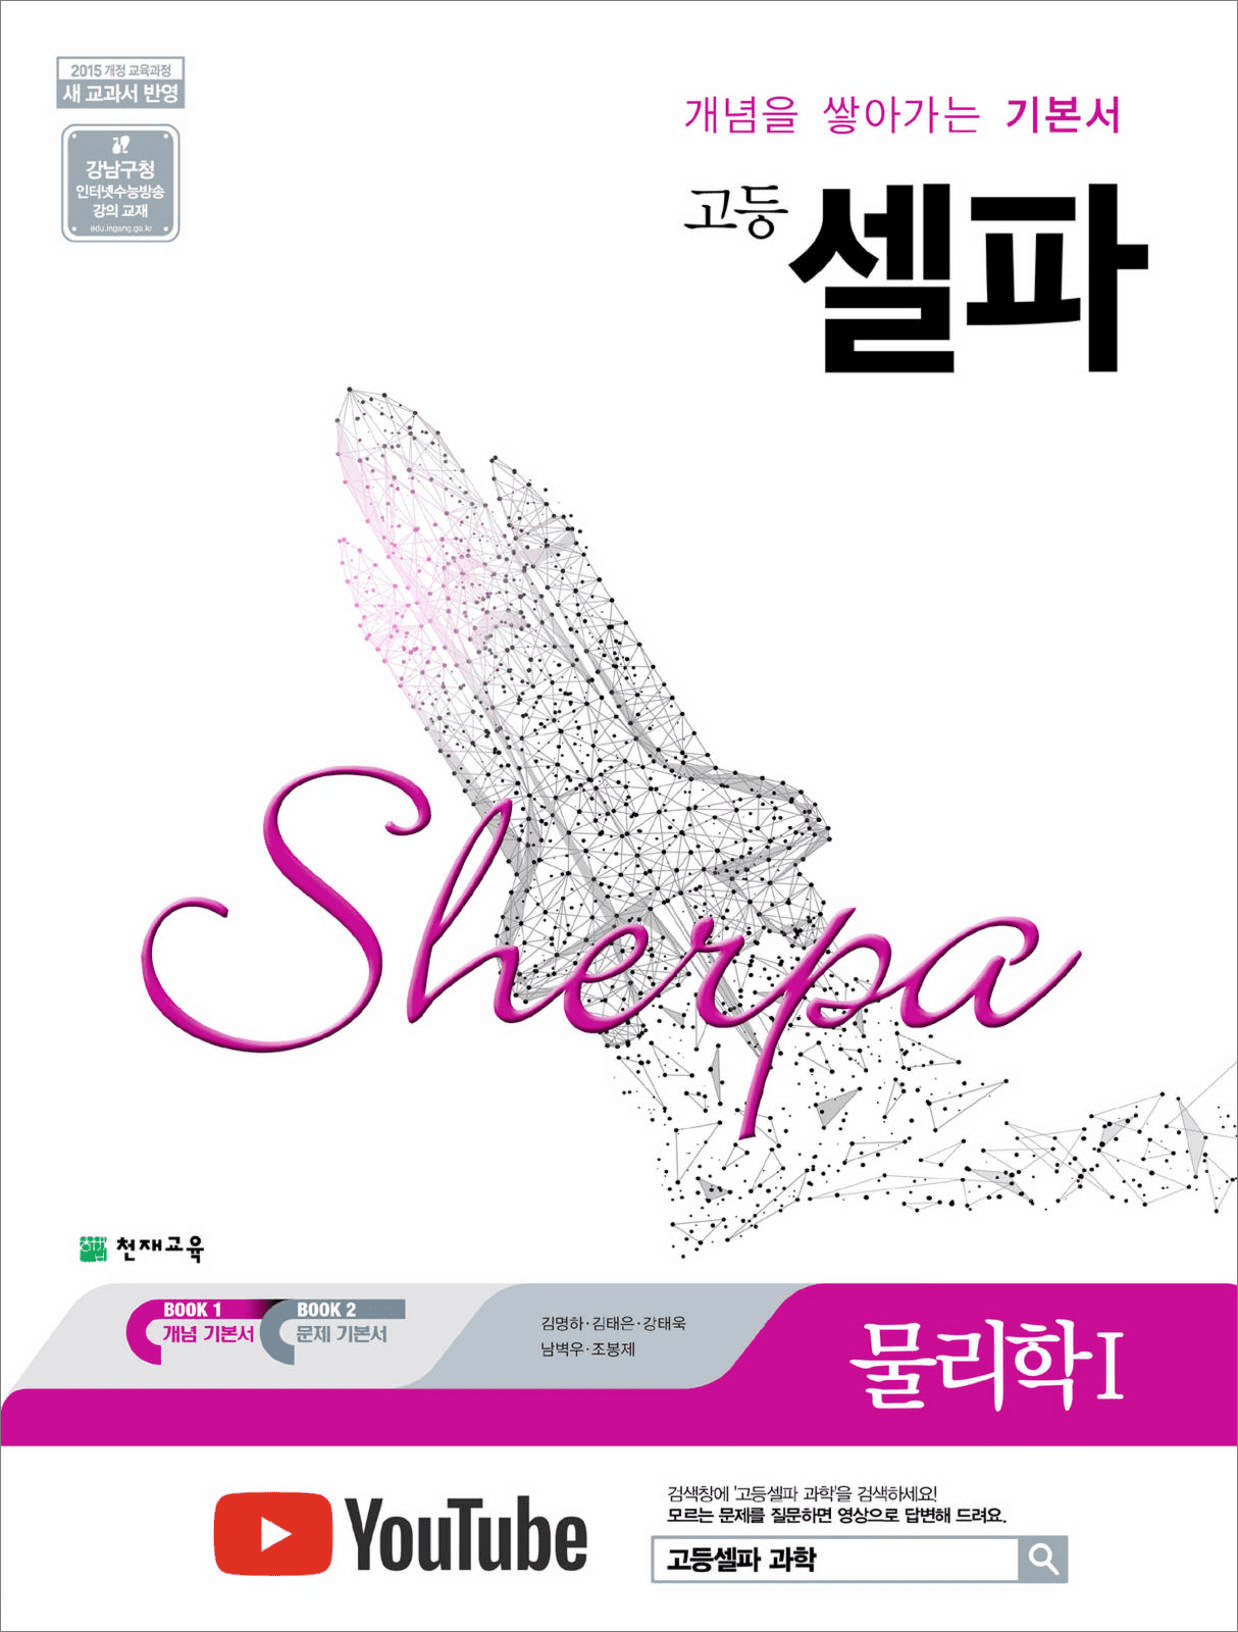 2015 개정 교육과정
새 교과서 반영
강남구청
인터넷수능방송
강의 교재
edu.ingang.go.kr
개념을 쌓아가는 기본서
고등 셀파
Sherpa
천재교육
BOOK 1
개념 기본서
BOOK 2
문제 기본서
김명하·김태은·강태욱
남벽우·조봉제
물리학I
YouTube
검색창에 '고등셀파 과학'을 검색하세요!
모르는 문제를 질문하면 영상으로 답변해 드려요.
고등셀파 과학